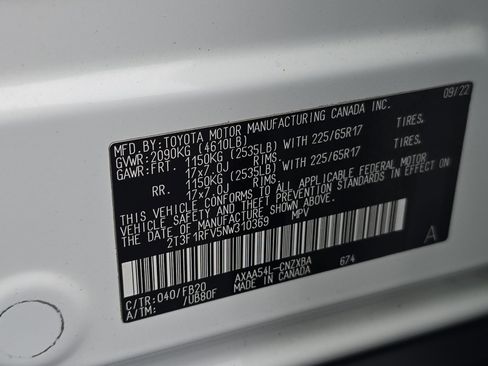 MFD.BY:TOYOTA MOTOR MANUFACTURING CANADA INC. 09/22
GVWR:2090KG (4610LB)
GAWR:FRT. 1150KG (2535LB) WITH 225/65R17 TIRES.
17x7.0J RIMS.
RR. 1150KG (2535LB) WITH 225/65R17 TIRES.
17x7.0J RIMS.
THIS VEHICLE CONFORMS TO ALL APPLICABLE FEDERAL MOTOR
VEHICLE SAFETY STANDARDS IN EFFECT ON
THE DATE OF MANUFACTURE SHOWN ABOVE.
2T3F1RFV5NW310369 MPV
A
C/TR:040/FB20 AXAA54L-CNZXBA 674
A/TM: /UB80F MADE IN CANADA